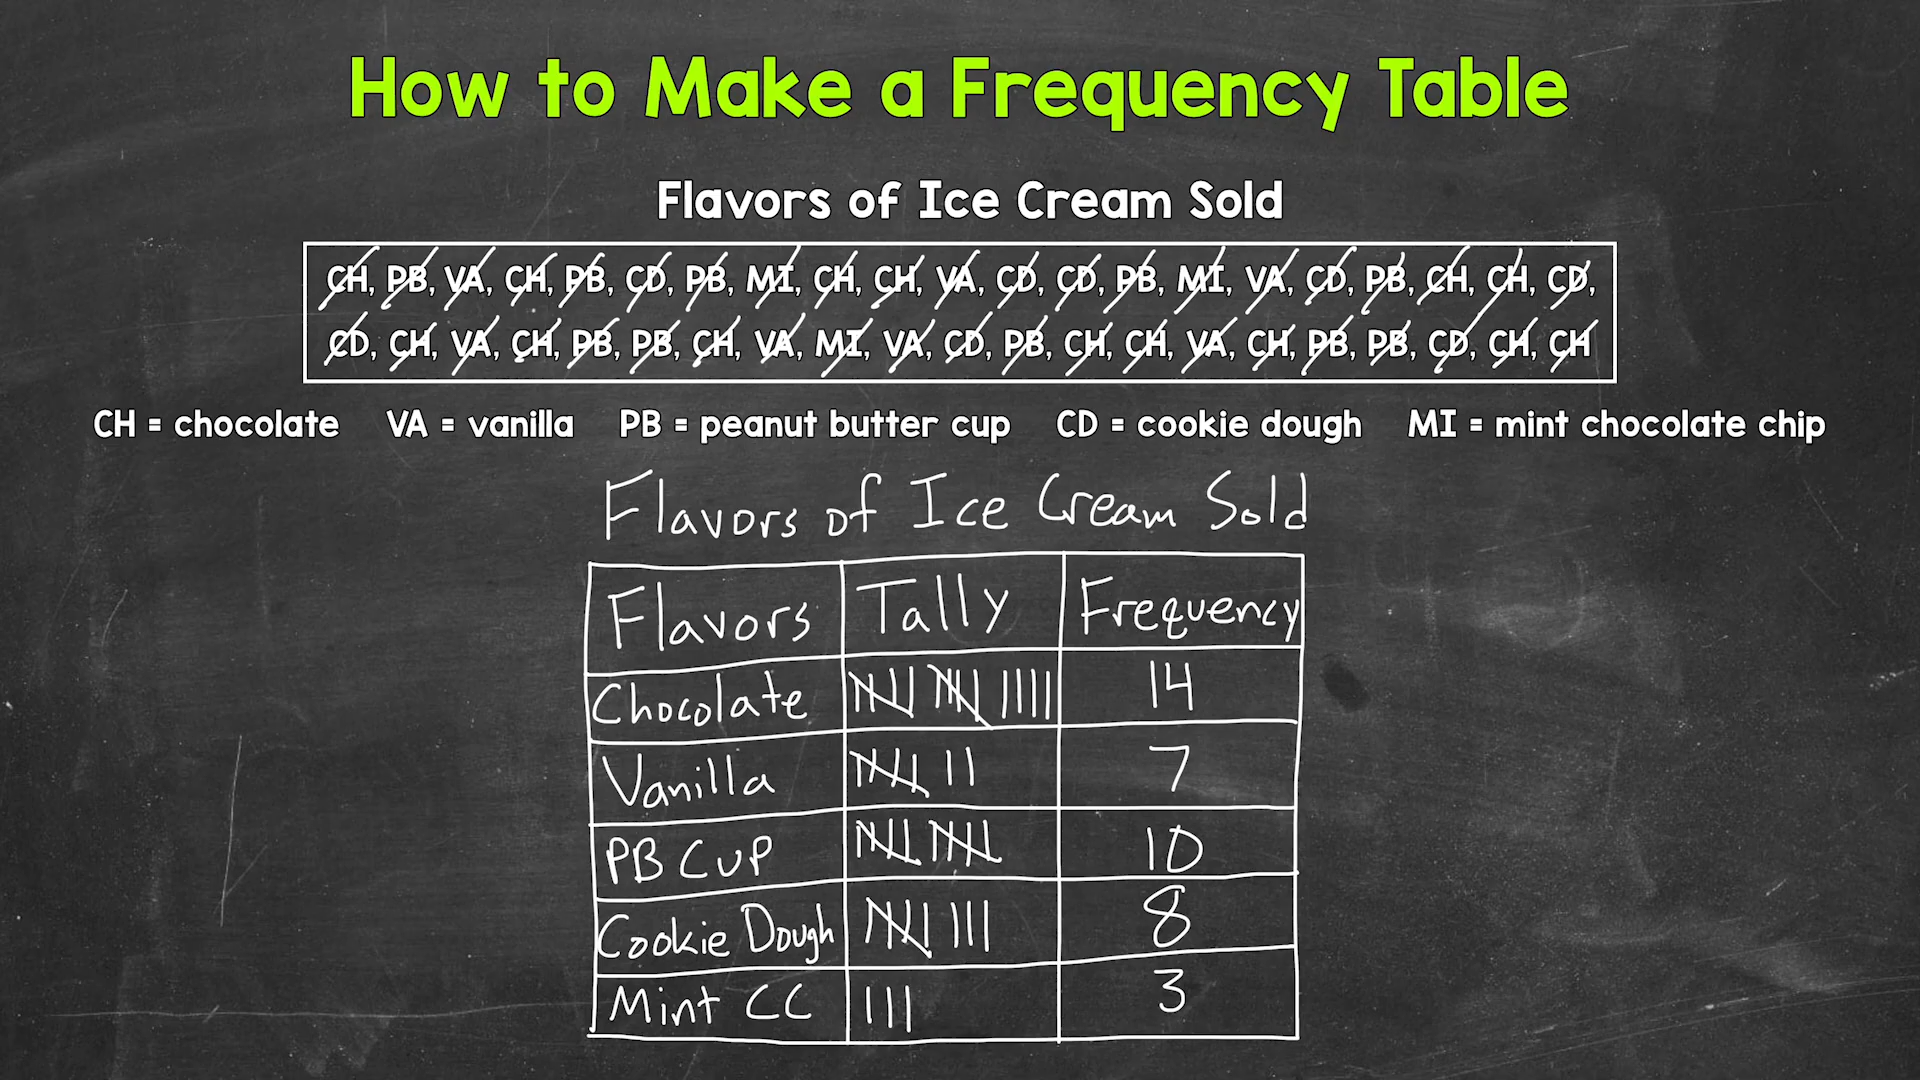 How to Make a Frequency Table
Flavors of Ice Cream Sold
CH, PB, VA, CH, PB, CD, PB, MI, CH, CH, VA, CD, CD, PB, MI, VA, CD, PB, CH, CH, CD,
CD, CH, VA, CH, PB, PB, CH, VA, MI, VA, CD, PB, CH, CH, VA, CH, PB, PB, CD, CH, CH
CH = chocolate VA = vanilla PB = peanut butter cup CD = cookie dough MI = mint chocolate chip
Flavors of Ice Cream Sold
Flavors Tally Frequency
Chocolate 14
Vanilla 7
PB CUP 10
Cookie Dough 8
Mint CC 3